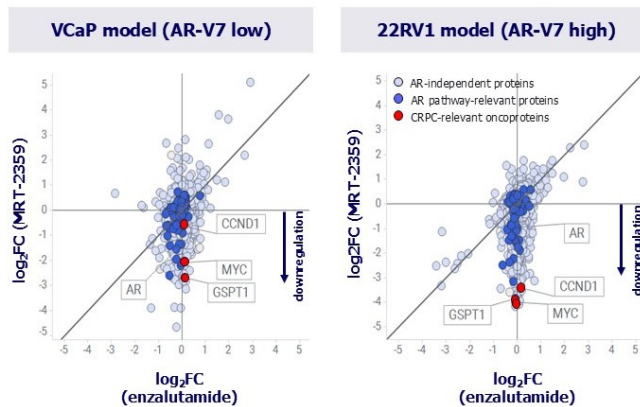 VCaP model (AR-V7 low)
22RV1 model (AR-V7 high)
log₂FC (MRT-2359)
5
4
3
2
1
0
-1
-2
-3
-4
-5
CCND1
MYC
AR
GSPT1
downregulation
-5 -4 -3 -2 -1 0 1 2 3 4 5
log₂FC
(enzalutamide)
log2FC (MRT-2359)
5
4
3
2
1
0
-1
-2
-3
-4
-5
AR-independent proteins
AR pathway-relevant proteins
CRPC-relevant oncoproteins
AR
CCND1
GSPT1
MYC
downregulation
-5 -4 -3 -2 -1 0 1 2 3 4 5
log₂FC
(enzalutamide)